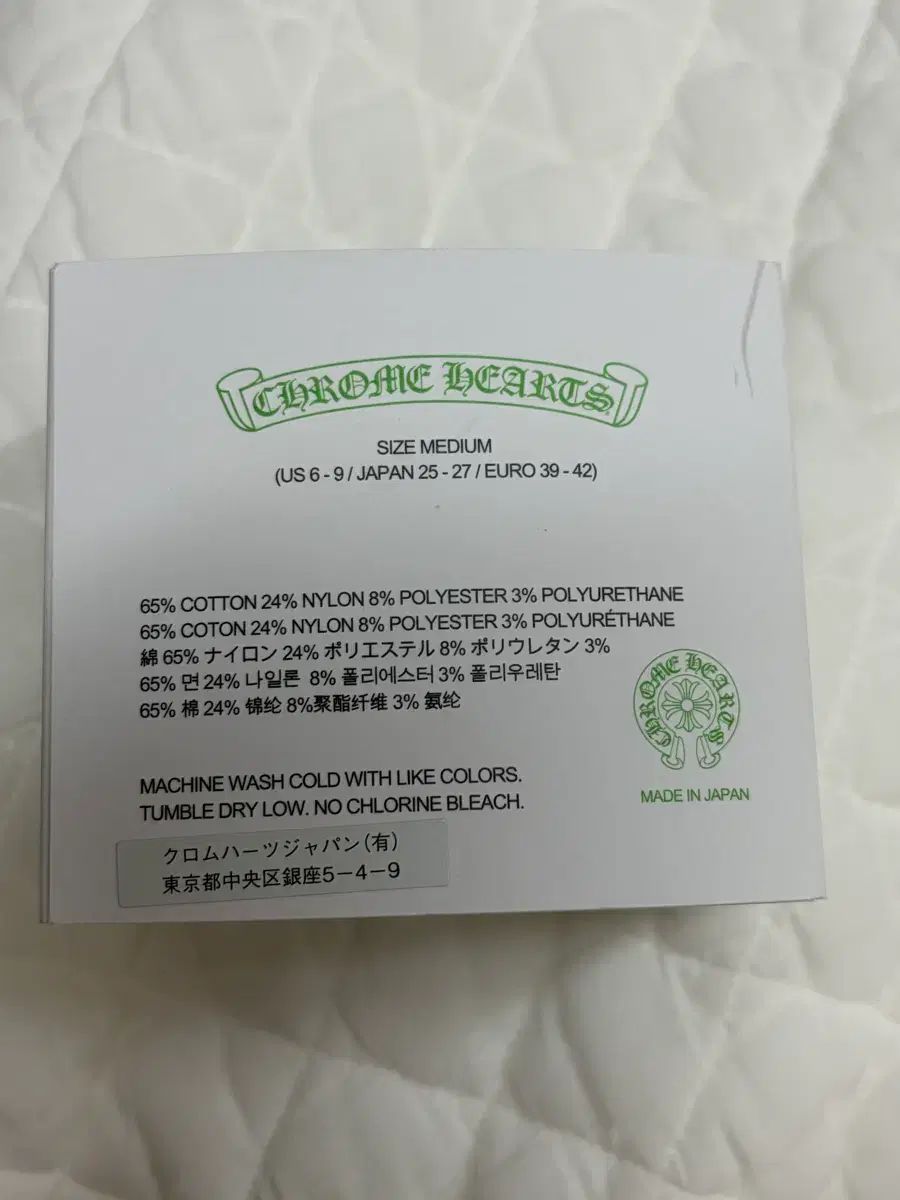 CHROME HEARTS
SIZE MEDIUM
(US 6 - 9 / JAPAN 25 - 27 / EURO 39 - 42)
65% COTTON 24% NYLON 8% POLYESTER 3% POLYURETHANE
65% COTON 24% NYLON 8% POLYESTER 3% POLYURÉTHANE
綿 65% ナイロン 24% ポリエステル 8% ポリウレタン 3%
65% 면 24% 나일론 8% 폴리에스터 3% 폴리우레탄
65% 棉 24% 锦纶 8%聚酯纤维 3% 氨纶
CHROME HEARTS
MADE IN JAPAN
MACHINE WASH COLD WITH LIKE COLORS.
TUMBLE DRY LOW. NO CHLORINE BLEACH.
クロムハーツジャパン(有)
東京都中央区銀座5-4-9